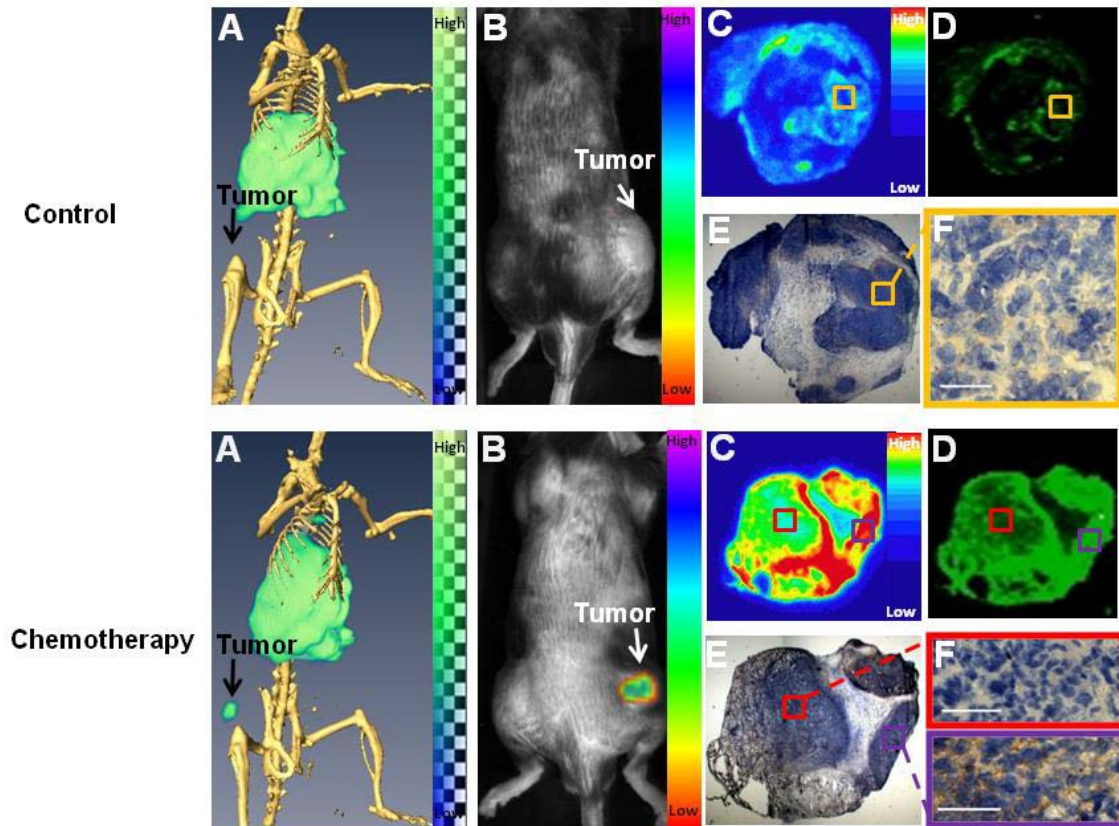 Control
A
High
Low
Tumor
B
High
Low
Tumor
C
High
Low
D
E
F
Chemotherapy
A
High
Low
Tumor
B
High
Low
Tumor
C
High
Low
D
E
F